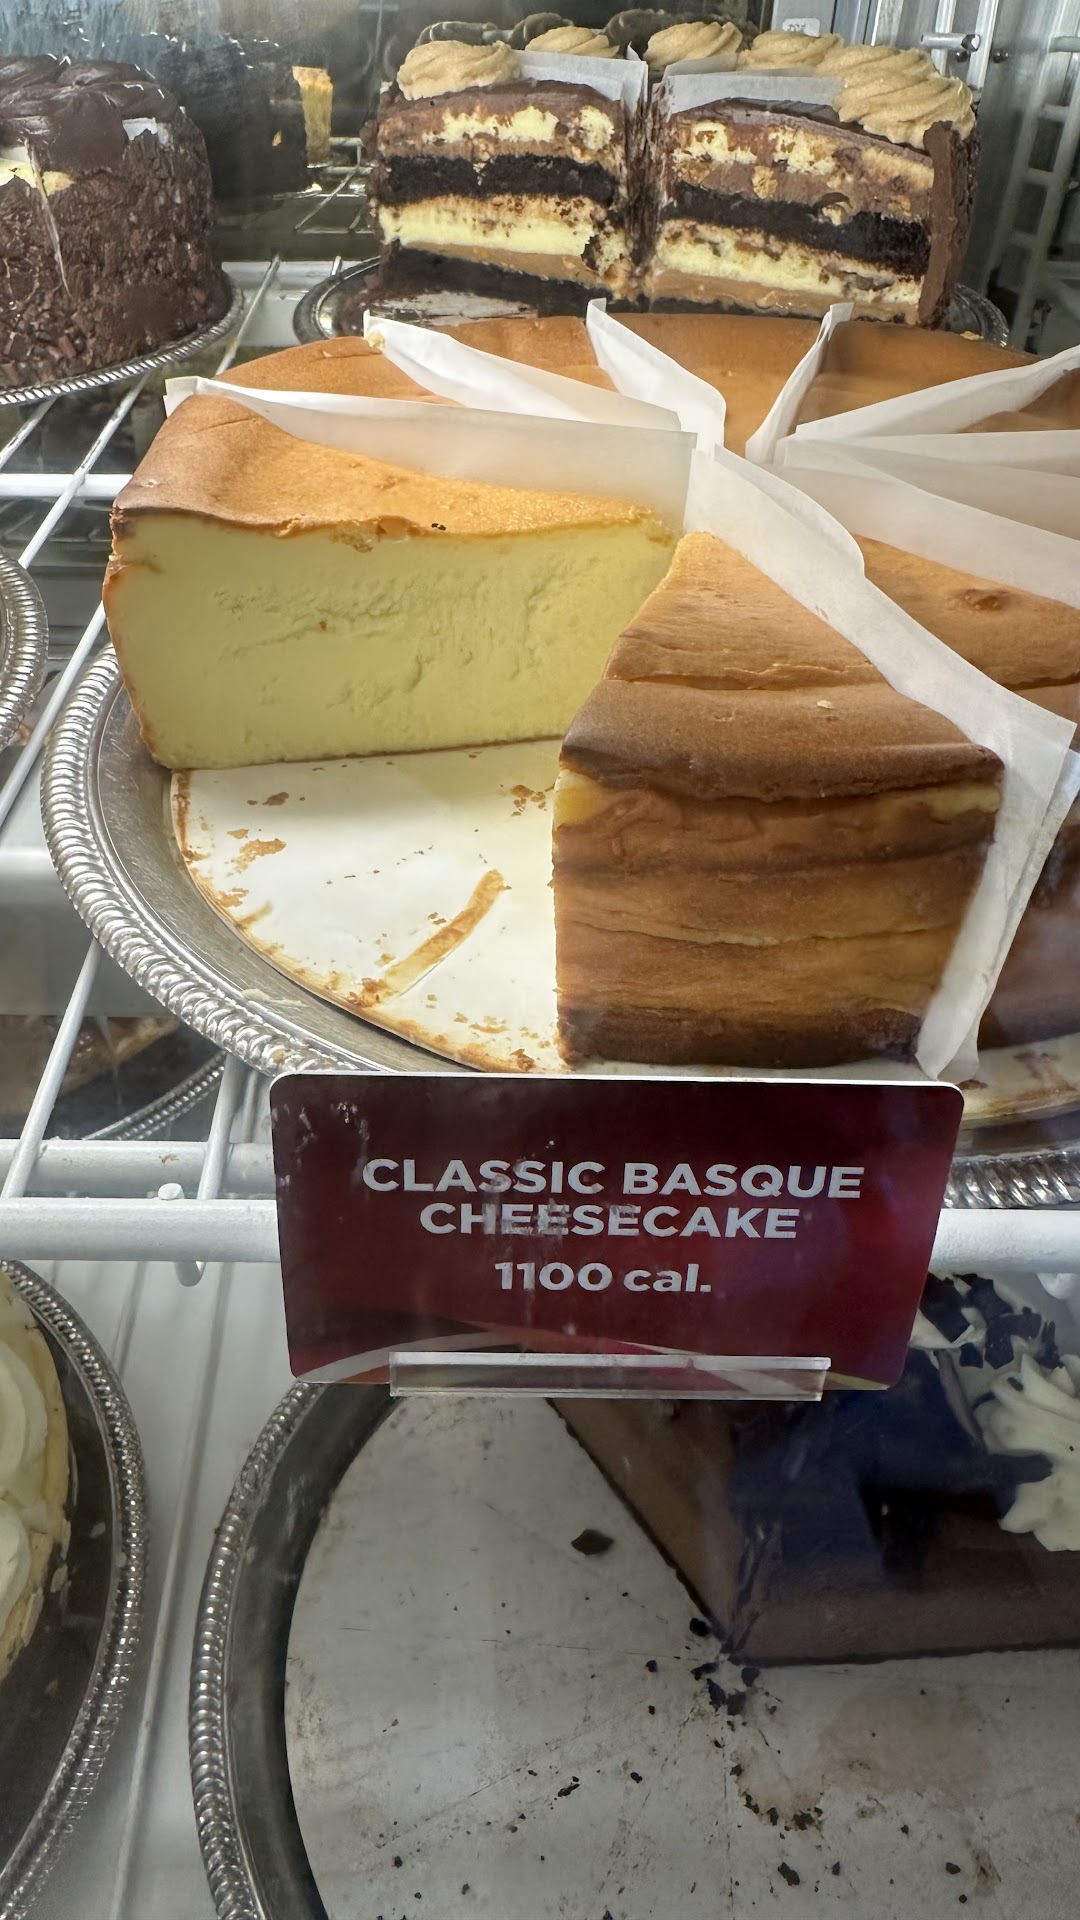 CLASSIC BASQUE
CHEESECAKE
1100 cal.